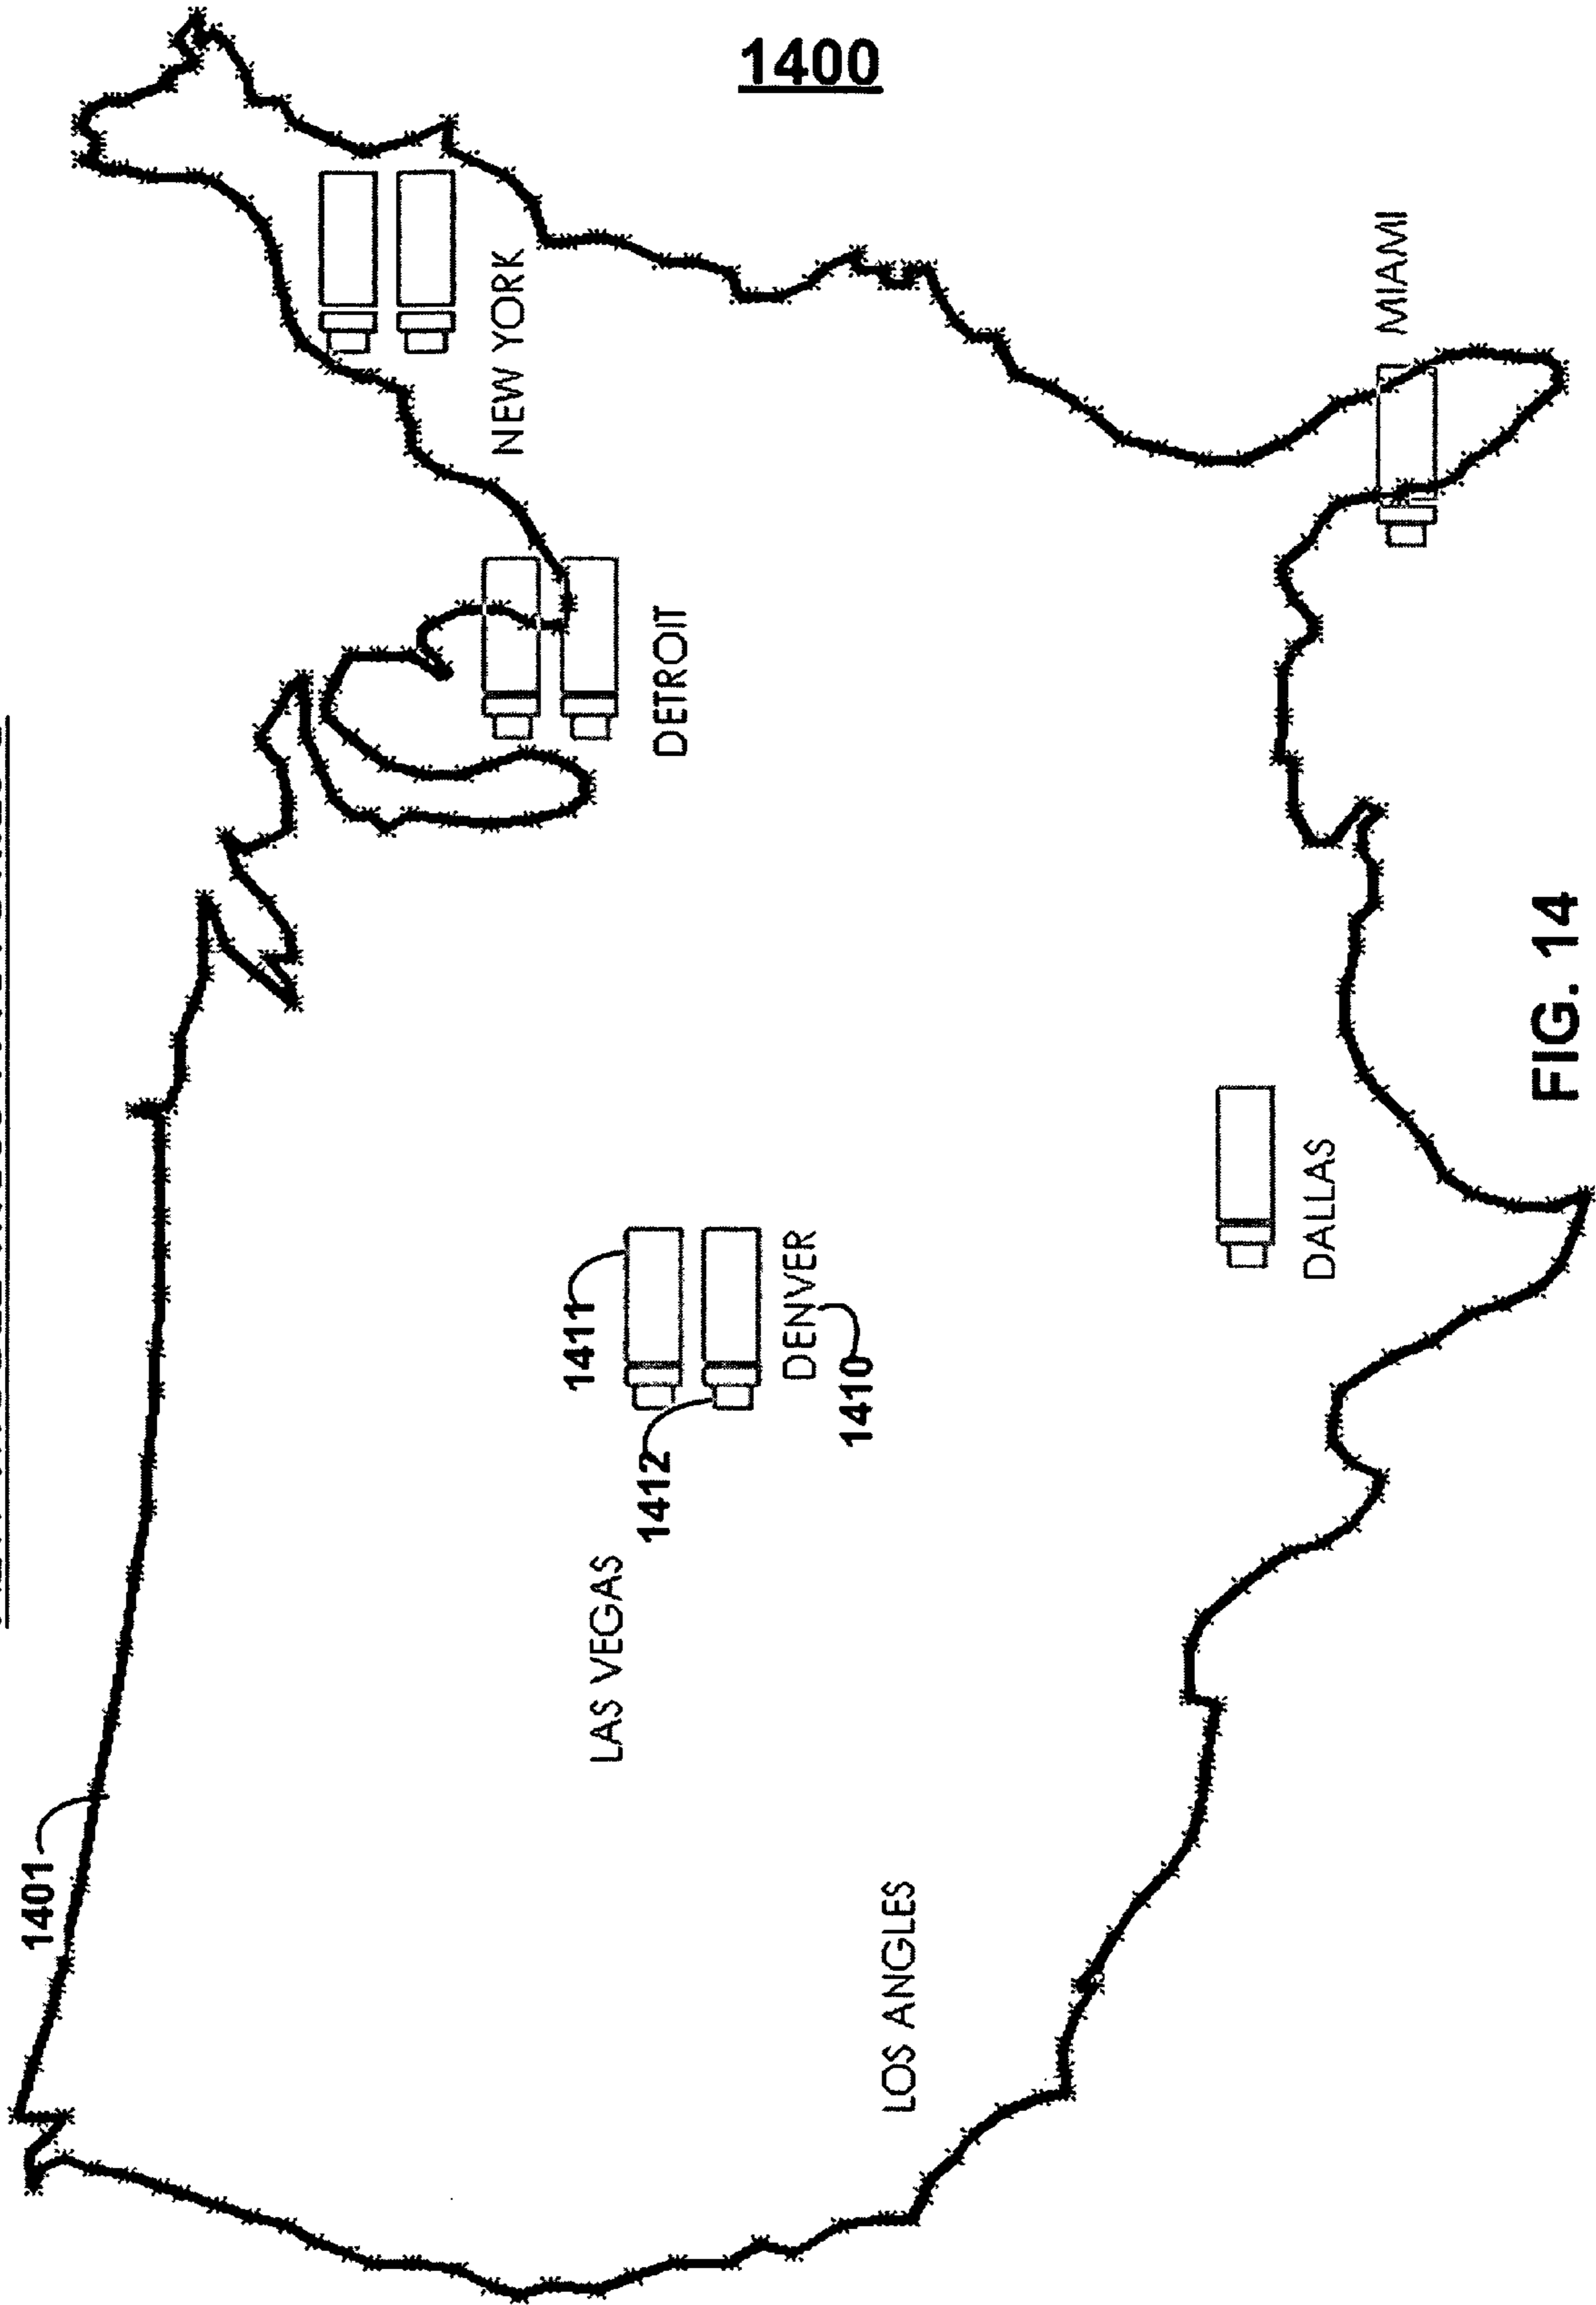 1400
1401
NEW YORK
DETROIT
1411
1412
LAS VEGAS
DENVER
1410
LOS ANGLES
MIAMI
DALLAS
FIG. 14